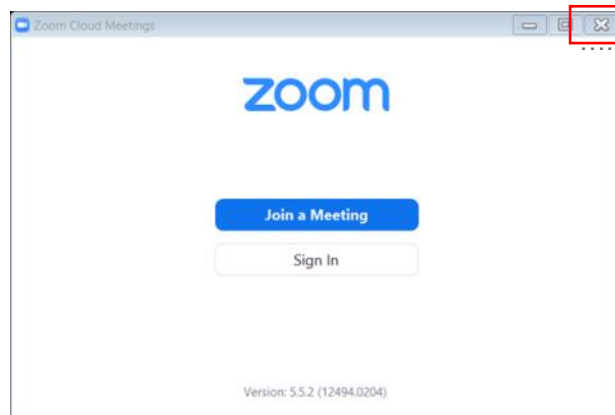 Zoom Cloud Meetings
zoom
Join a Meeting
Sign In
Version: 5.5.2 (12494.0204)